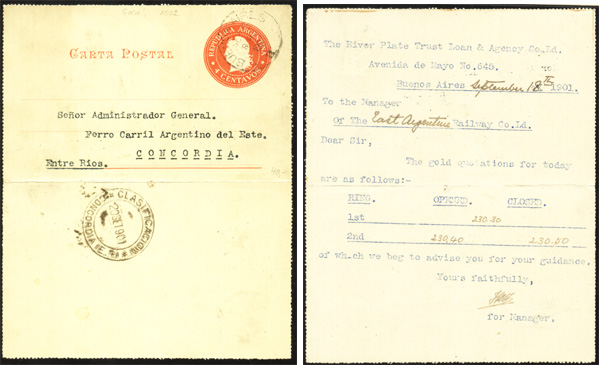 REPUBLICA ARGENTINA
4 CENTAVOS
CARTA POSTAL
Señor Administrador General.
Ferro Carril Argentino del Este.
CONCORDIA.
Entre Rios.
CLASIFICACION
CONCORDIA
The River Plate Trust Loan & Agency Co.Ld.
Avenida de Mayo No.645.
Buenos Aires September 18TH 1901.
To the Manager
Of The East Argentine Railway Co.Ld.
Dear Sir,
The gold quotations for today
are as follows:-
RING. OPENED. CLOSED.
1st 230.30
2nd 230.40 230.50
of which we beg to advise you for your guidance.
Yours faithfully,
for Manager.